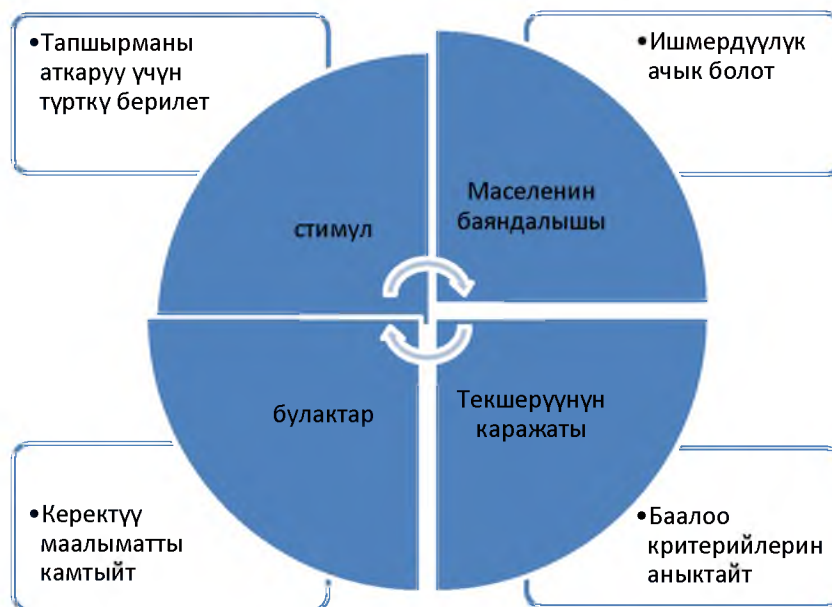 •Тапшырманы
аткаруу үчүн
түрткү берилет
•Ишмердүүлүк
ачык болот
стимул
Маселенин
баяндалышы
булактар
Текшерүүнүн
каражаты
•Керектүү
маалыматты
камтыйт
•Баалоо
критерийлерин
аныктайт